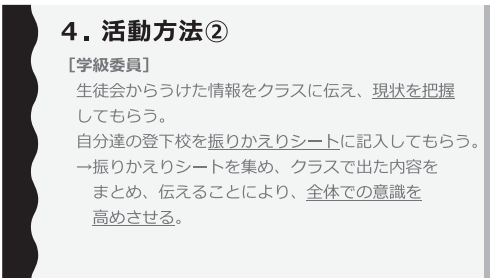 4．活動方法②
［学級委員］
生徒会からうけた情報をクラスに伝え、現状を把握
してもらう。
自分達の登下校を振りかえりシートに記入してもらう。
→振りかえりシートを集め、クラスで出た内容を
まとめ、伝えることにより、全体での意識を
高めさせる。